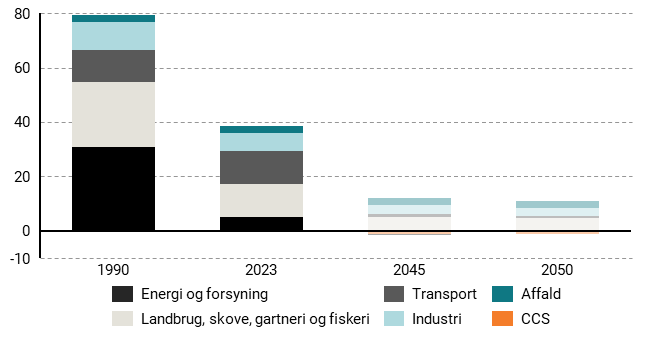 80
60
40
20
0
-10
1990 2023 2045 2050
Energi og forsyning Transport Affald
Landbrug, skove, gartneri og fiskeri Industri CCS